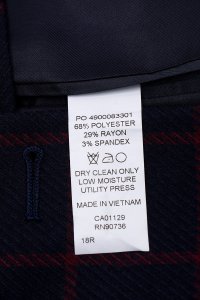 PO 4900083301
68% POLYESTER
29% RAYON
3% SPANDEX
DRY CLEAN ONLY
LOW MOISTURE
UTILITY PRESS
MADE IN VIETNAM
CA01129
RN90736
18R